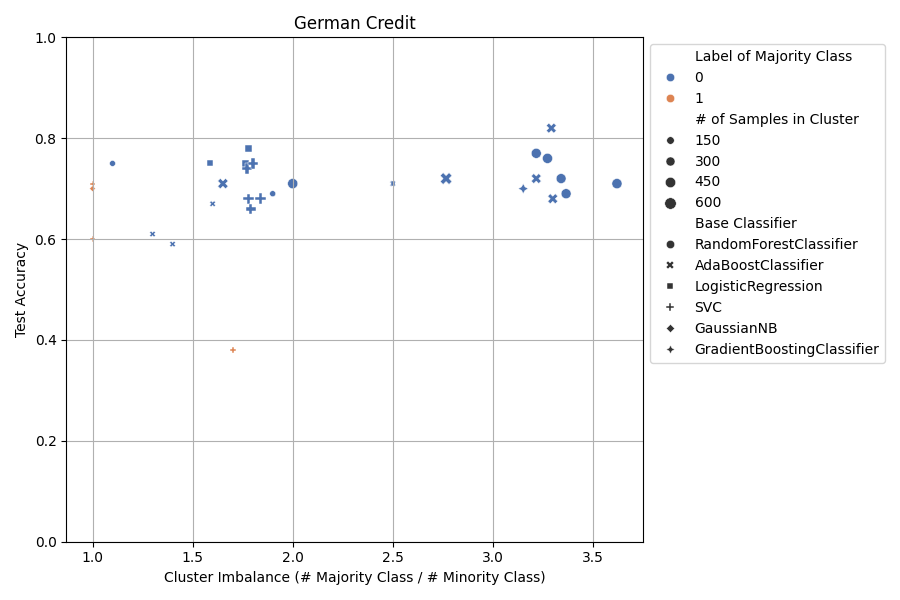 German Credit
Test Accuracy
1.0
0.8
0.6
0.4
0.2
0.0
1.0
1.5
2.0
2.5
3.0
3.5
Cluster Imbalance (# Majority Class / # Minority Class)
Label of Majority Class
0
1
# of Samples in Cluster
150
300
450
600
Base Classifier
RandomForestClassifier
AdaBoostClassifier
LogisticRegression
SVC
GaussianNB
GradientBoostingClassifier